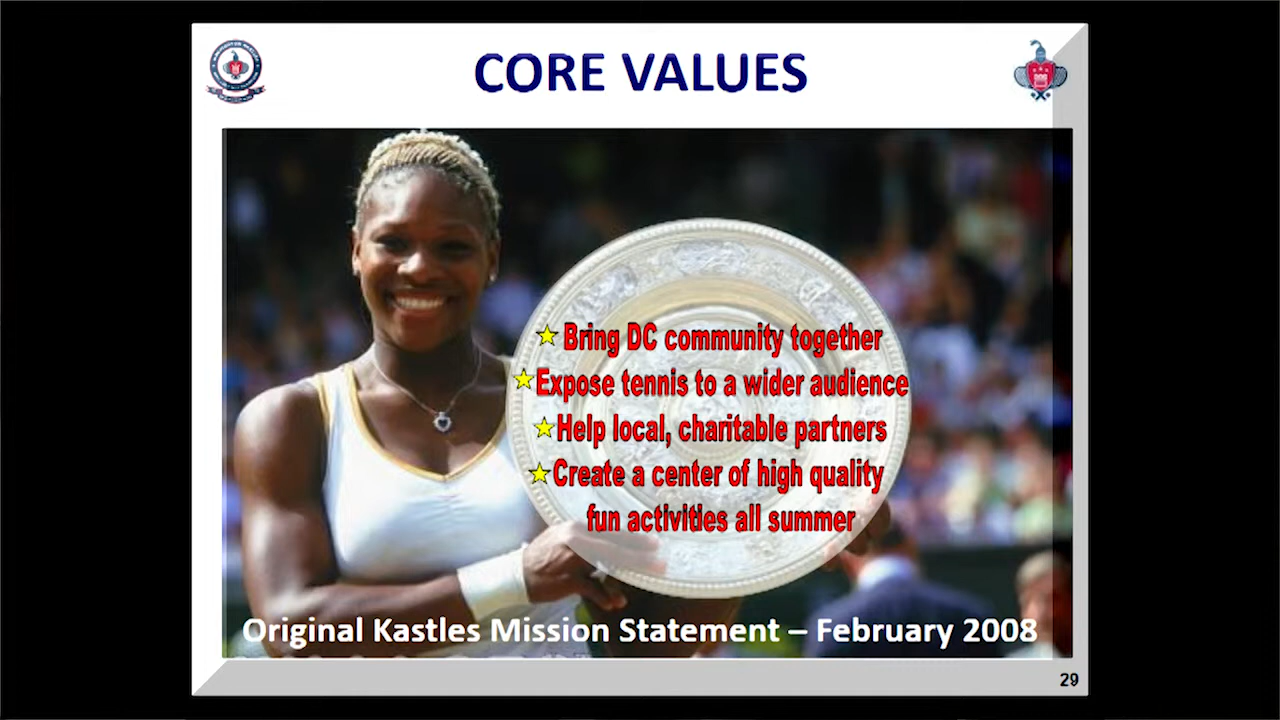 CORE VALUES
Bring DC community together
Expose tennis to a wider audience
Help local, charitable partners
Create a center of high quality
fun activities all summer
Original Kastles Mission Statement – February 2008
29